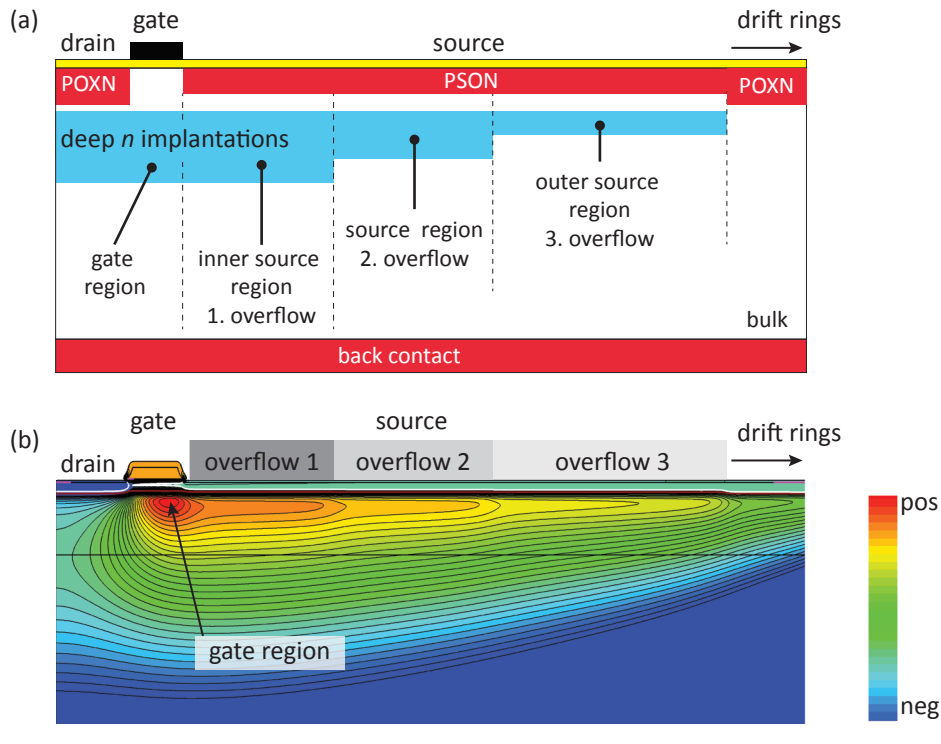 (a)
gate
drain
source
drift rings
POXN
PSON
POXN
deep n implantations
gate
region
inner source
region
1. overflow
source region
2. overflow
outer source
region
3. overflow
bulk
back contact
(b)
gate
source
drain
overflow 1
overflow 2
overflow 3
drift rings
gate region
pos
neg